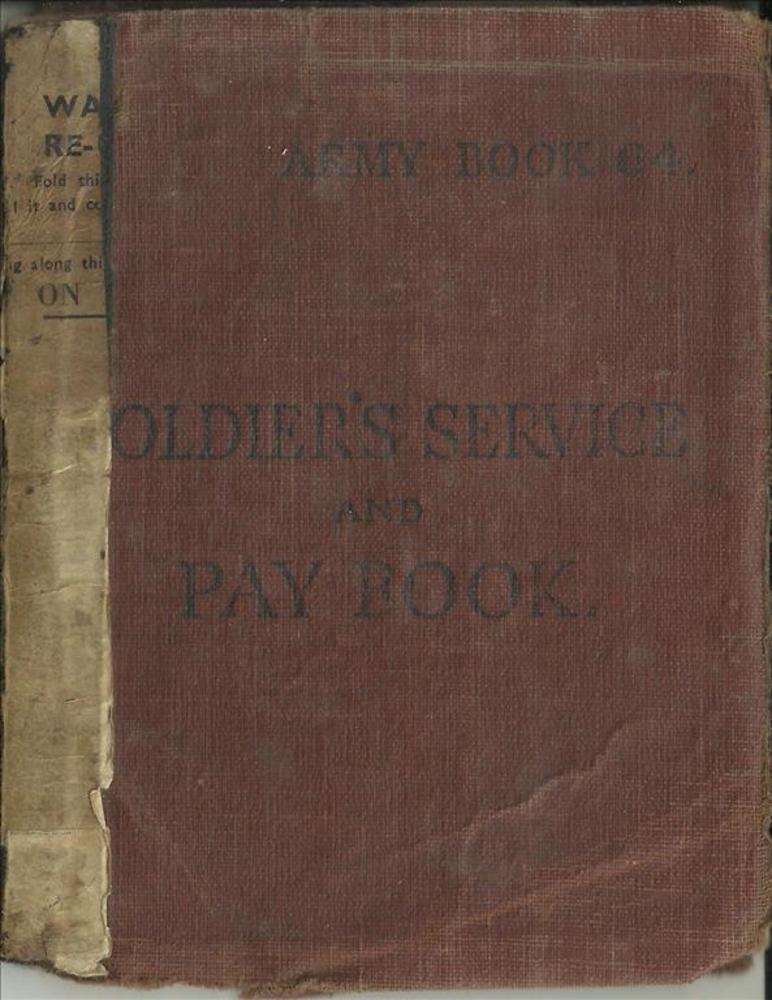 WA
RE-
Fold thi
it and co
g along thi
ON
ARMY BOOK 64.
OLDIER'S SERVICE
AND
PAY BOOK.